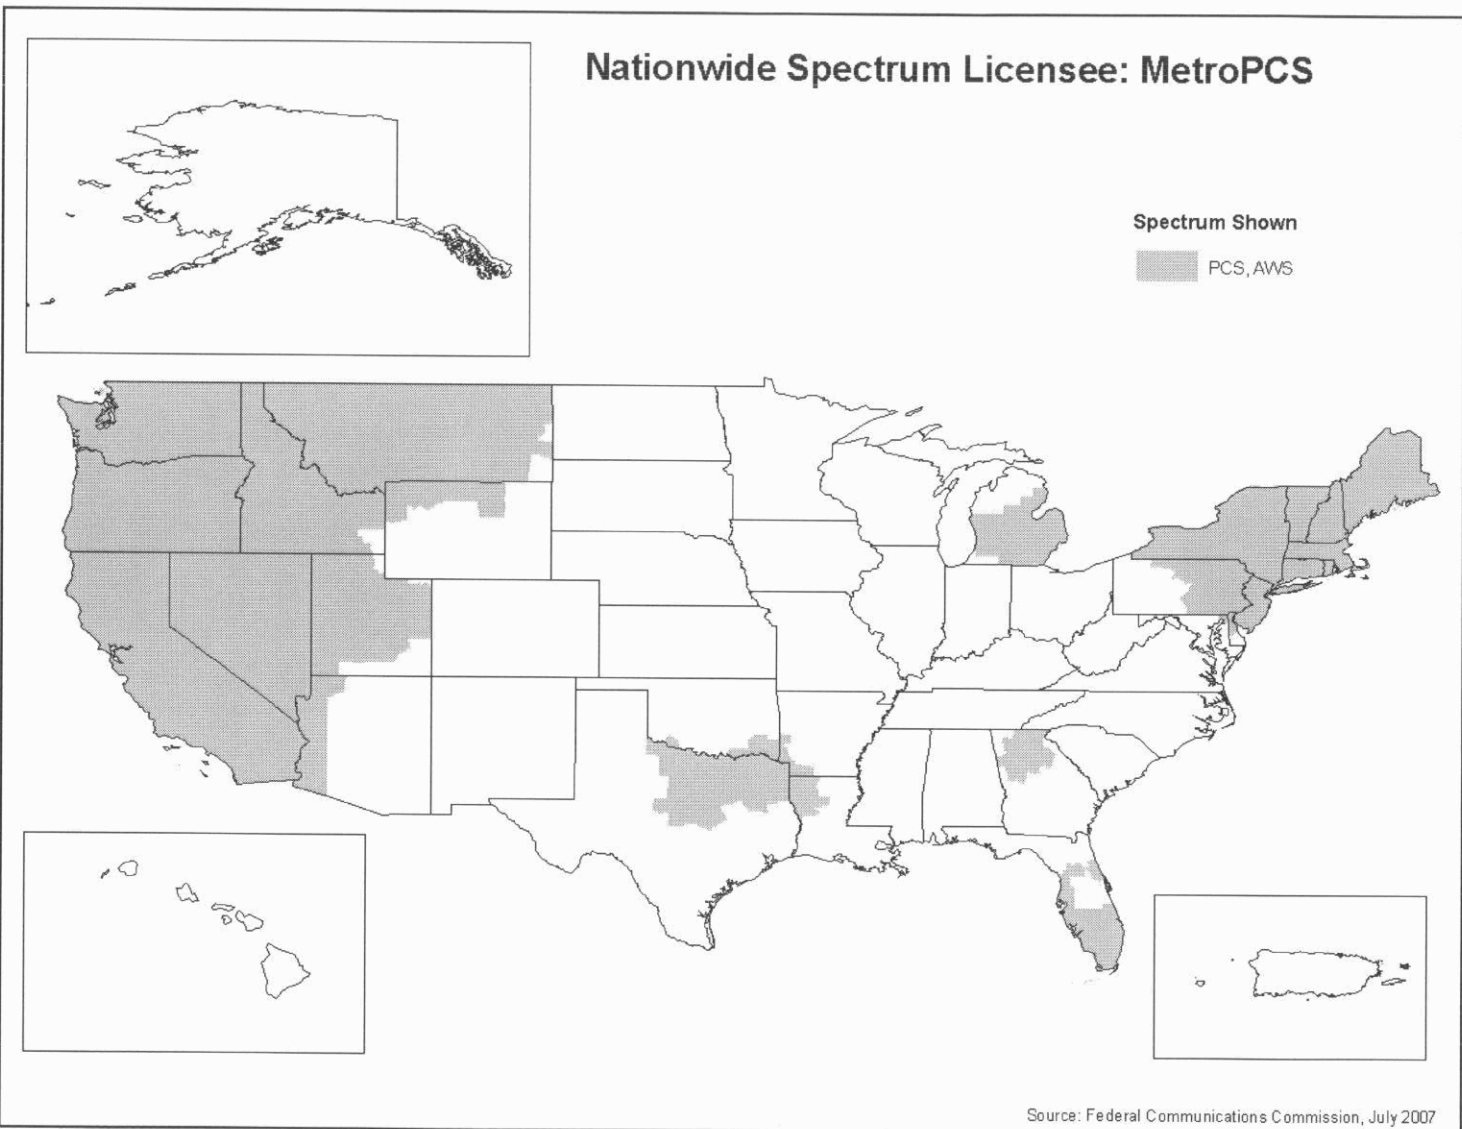 Nationwide Spectrum Licensee: MetroPCS
Spectrum Shown
PCS, AWS
Source: Federal Communications Commission, July 2007